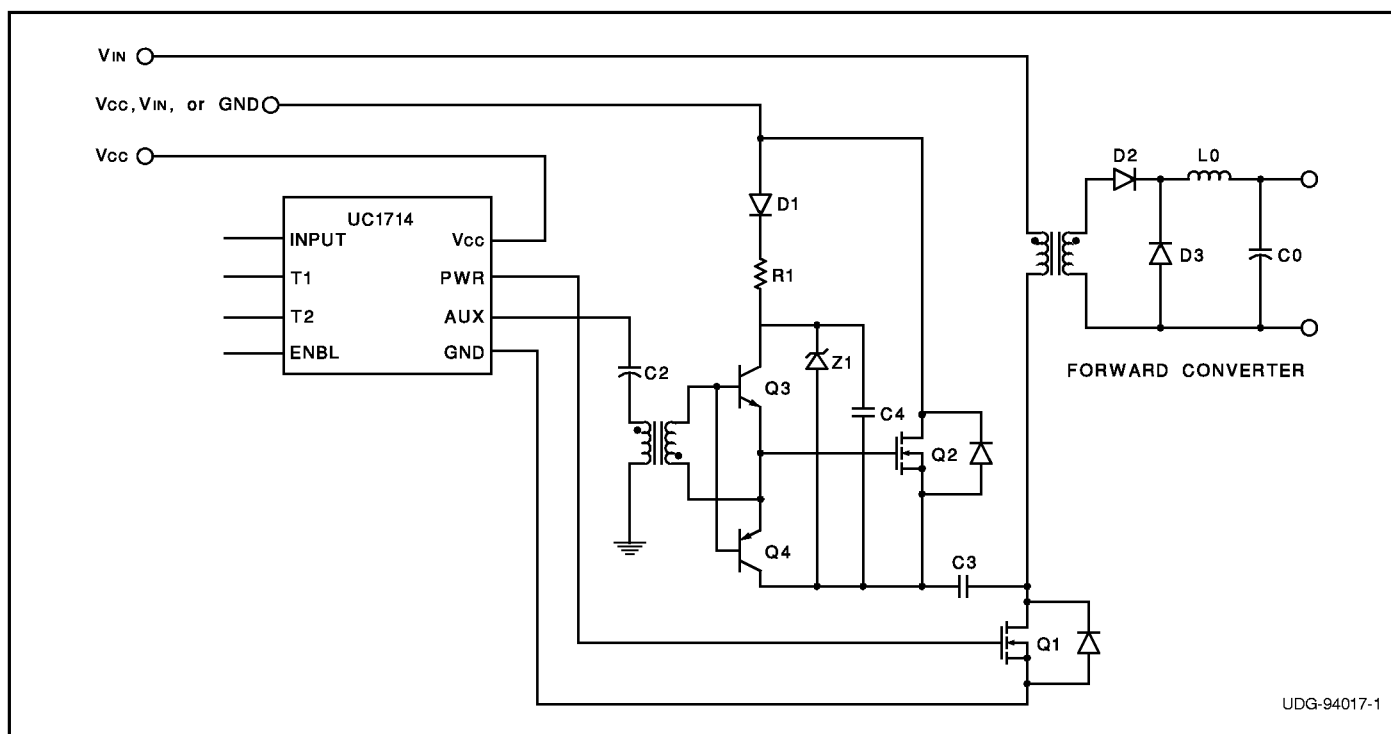 VIN
VCC, VIN, or GND
VCC
UC1714
INPUT
VCC
T1
PWR
T2
AUX
ENBL
GND
C2
D1
R1
Q3
Z1
C4
Q2
Q4
C3
Q1
D2
L0
D3
C0
FORWARD CONVERTER
UDG-94017-1